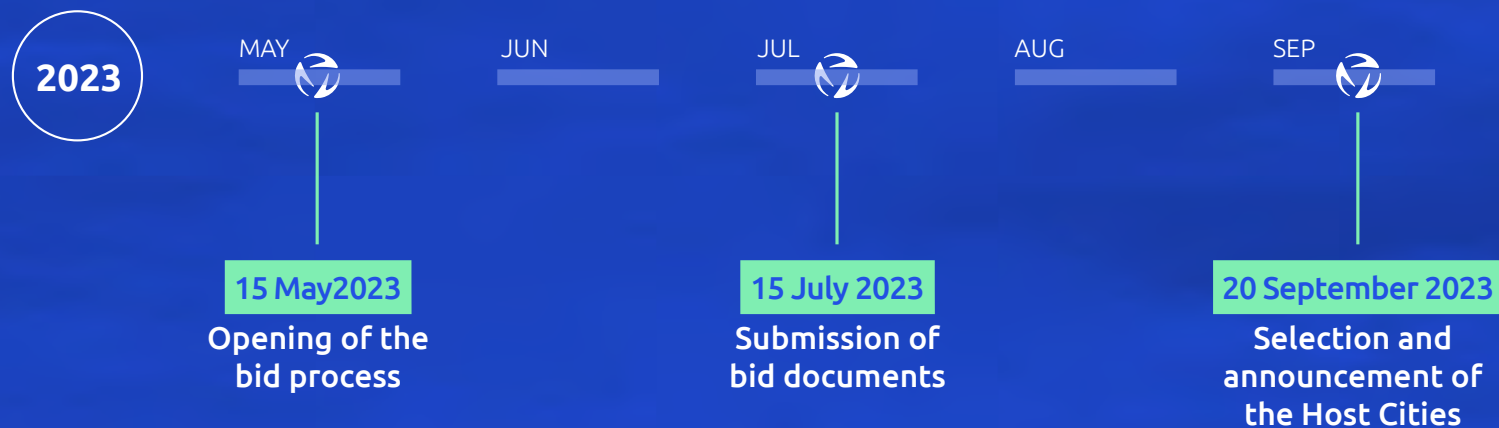 2023
MAY
JUN
JUL
AUG
SEP
15 May2023
Opening of the
bid process
15 July 2023
Submission of
bid documents
20 September 2023
Selection and
announcement of
the Host Cities